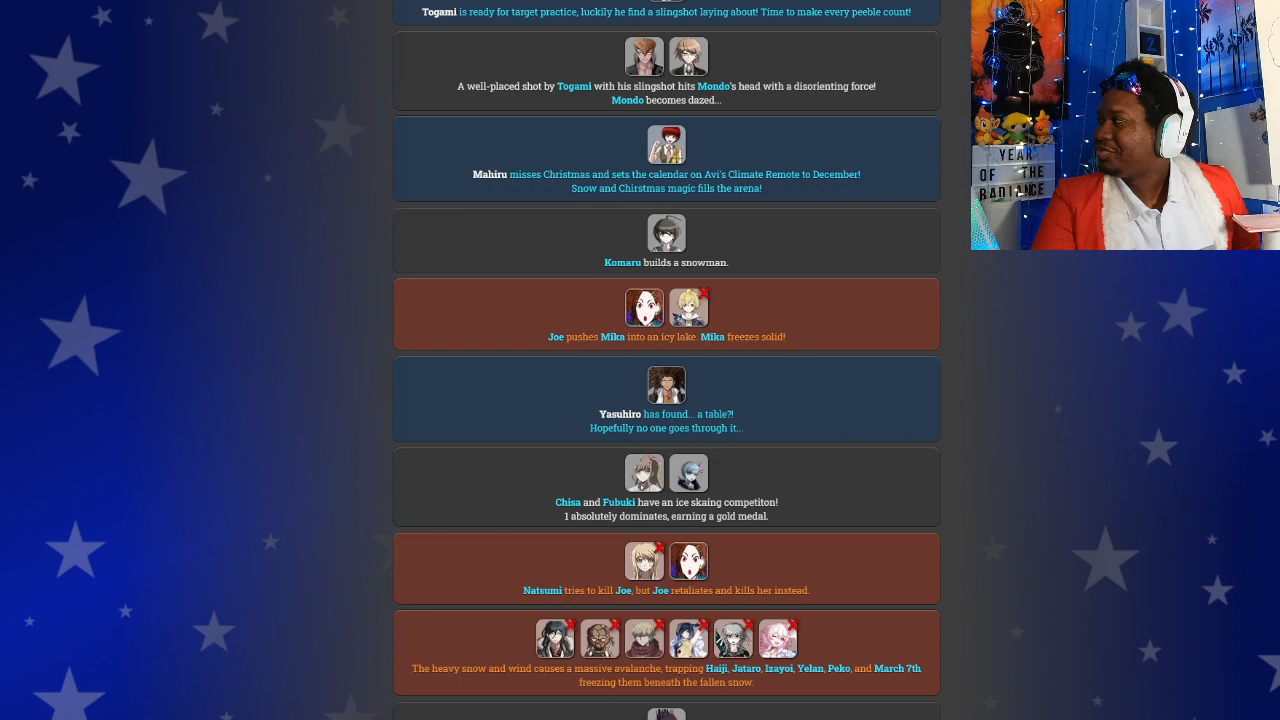 Togami is ready for target practice, luckily he find a slingshot laying about! Time to make every peeble count!
A well-placed shot by Togami with his slingshot hits Mondo's head with a disorienting force!
Mondo becomes dazed...
Mahiru misses Christmas and sets the calendar on Avi's Climate Remote to December!
Snow and Chirstmas magic fills the arena!
Komaru builds a snowman.
Joe pushes Mika into an icy lake. Mika freezes solid!
Yasuhiro has found... a table?!
Hopefully no one goes through it...
Chisa and Fubuki have an ice skaing competiton!
1 absolutely dominates, earning a gold medal.
Natsumi tries to kill Joe, but Joe retaliates and kills her instead.
The heavy snow and wind causes a massive avalanche, trapping Haiji, Jataro, Izayoi, Yelan, Peko, and March 7th
freezing them beneath the fallen snow.
2
YEAR
OF THE
RADIANCE